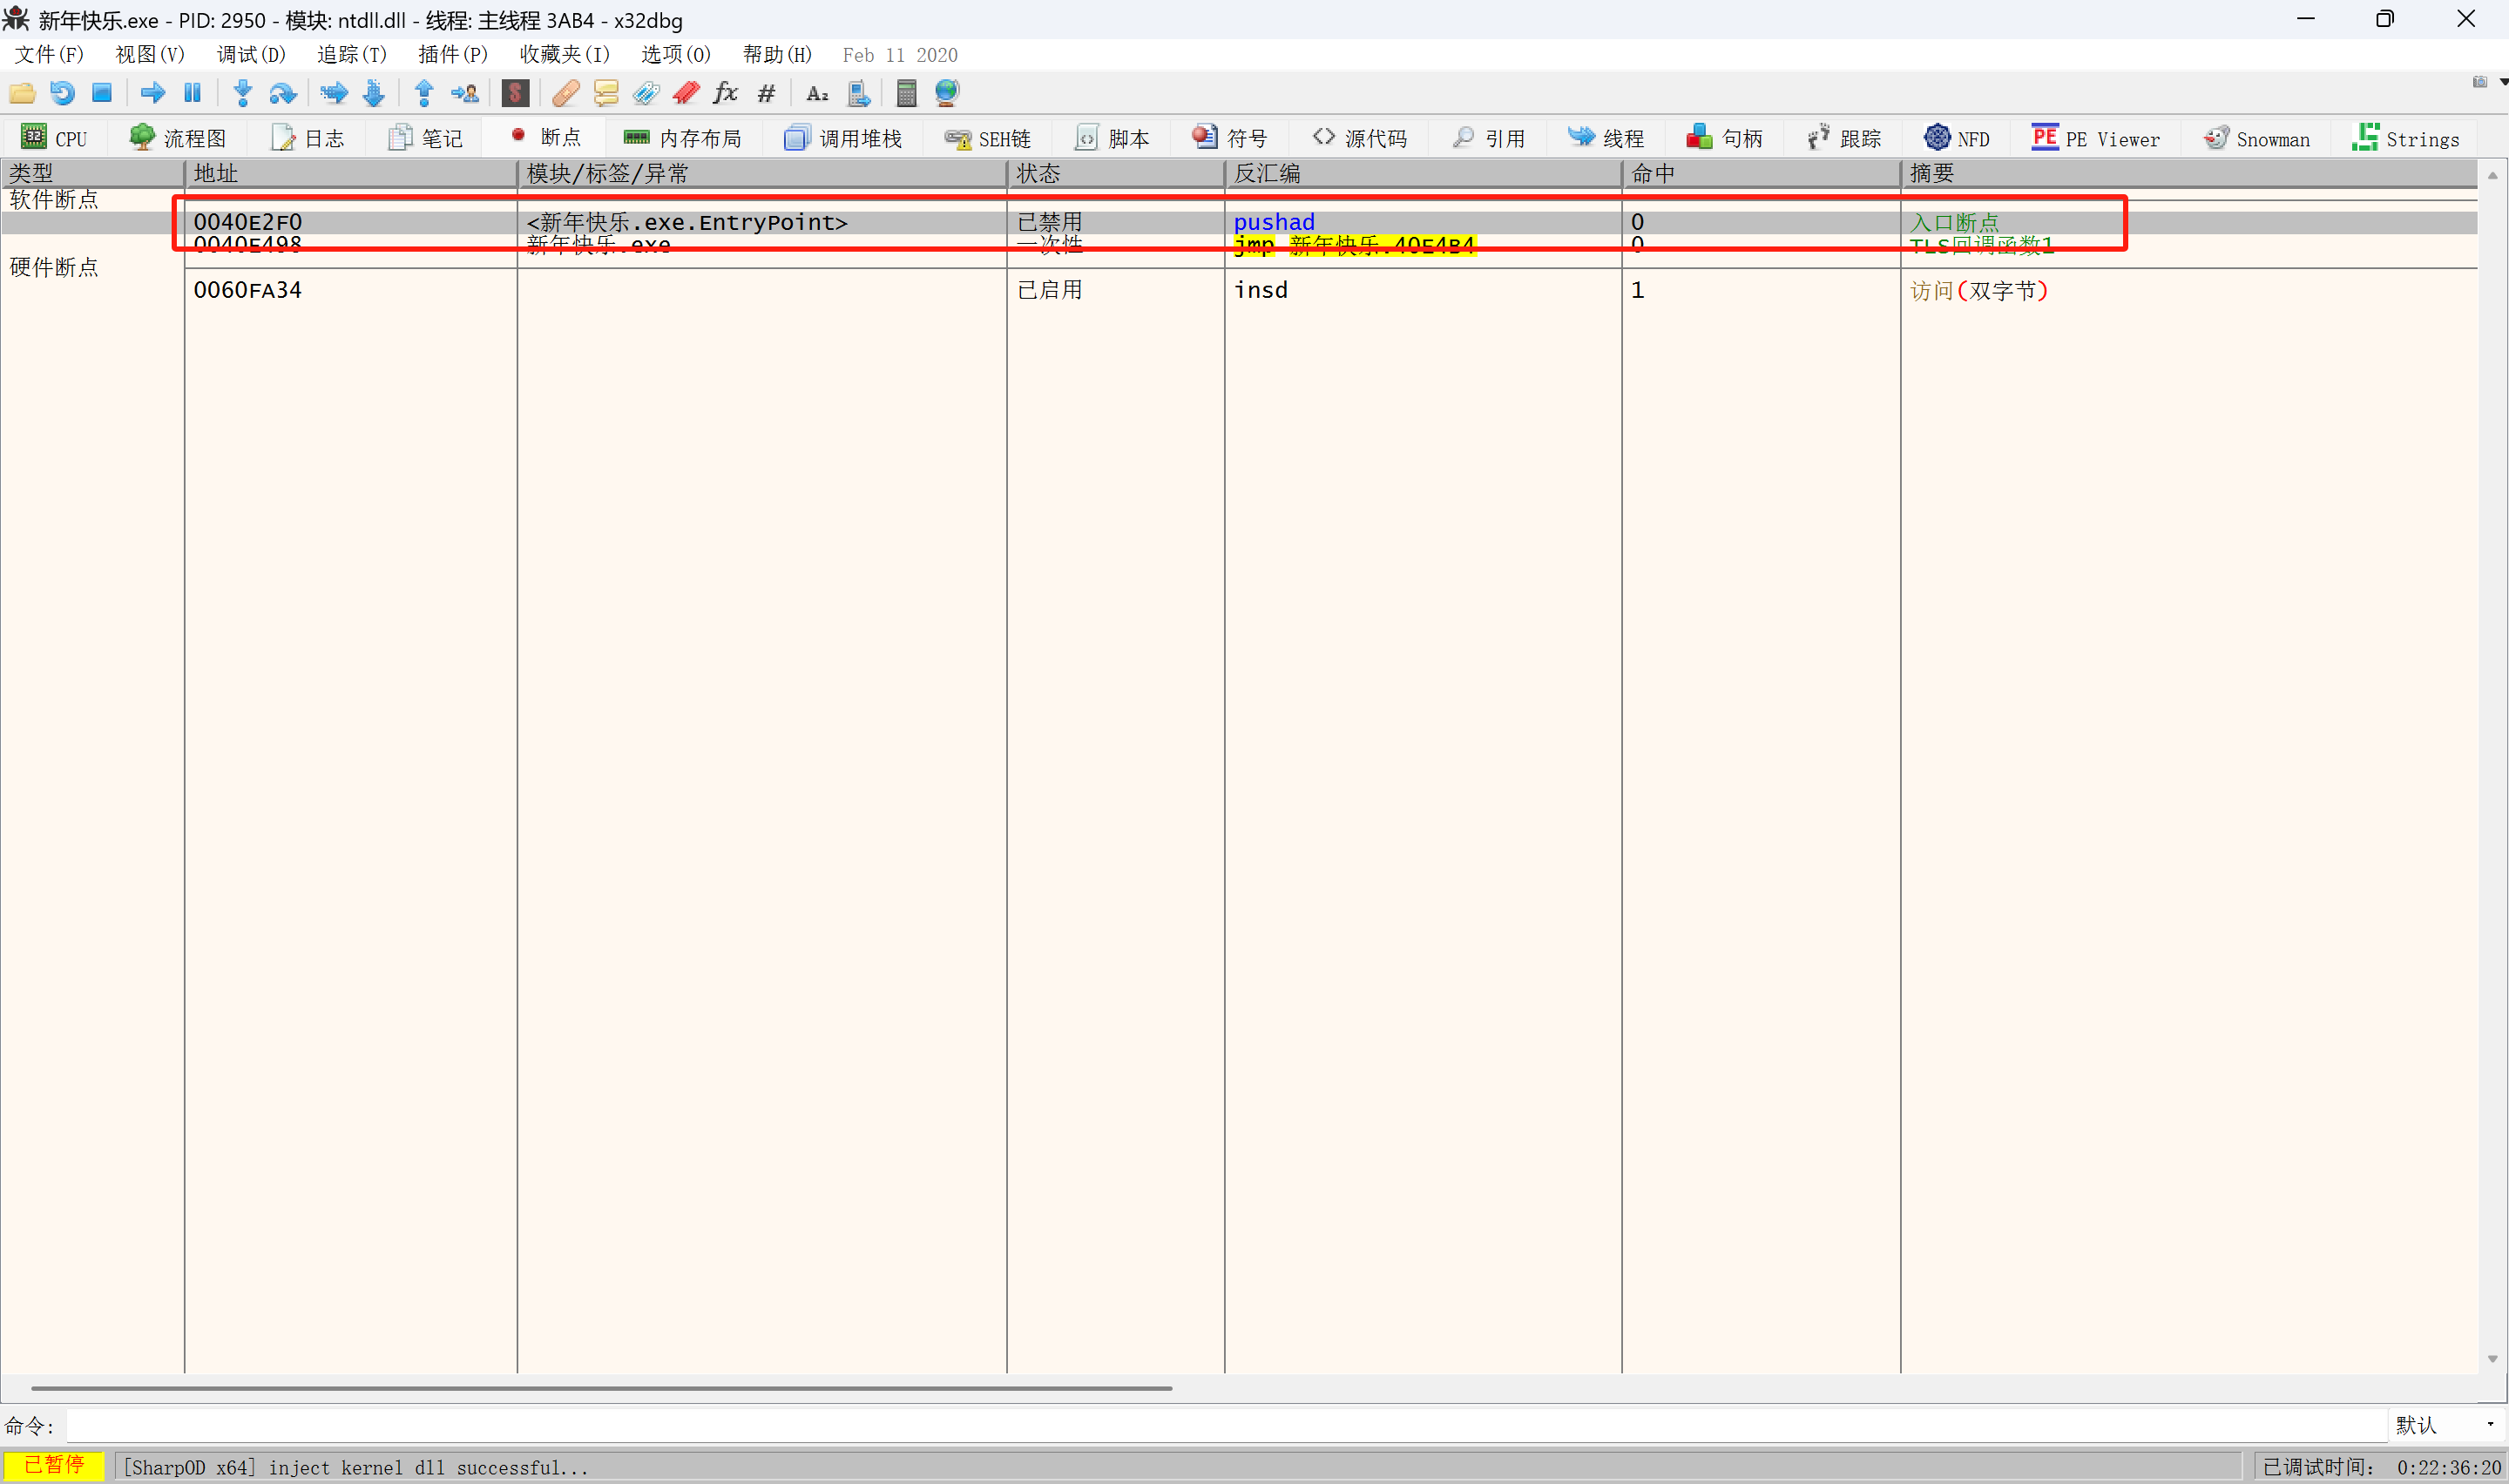 新年快乐.exe - PID: 2950 - 模块: ntdll.dll - 线程: 主线程 3AB4 - x32dbg
文件(F) 视图(V) 调试(D) 追踪(T) 插件(P) 收藏夹(I) 选项(O) 帮助(H) Feb 11 2020
CPU 流程图 日志 笔记 断点 内存布局 调用堆栈 SEH链 脚本 符号 源代码 引用 线程 句柄 跟踪 NFD PE Viewer Snowman Strings
类型 地址 模块/标签/异常 状态 反汇编 命中 摘要
软件断点
0040E2F0 <新年快乐.exe.EntryPoint> 已禁用 pushad 0 入口断点
0040E498 新年快乐.exe 一次性 jmp 新年快乐.40E4B4 0 TLS回调函数1
硬件断点
0060FA34 已启用 insd 1 访问(双字节)
命令: 默认
已暂停 [SharpOD x64] inject kernel dll successful... 已调试时间: 0:22:36:20